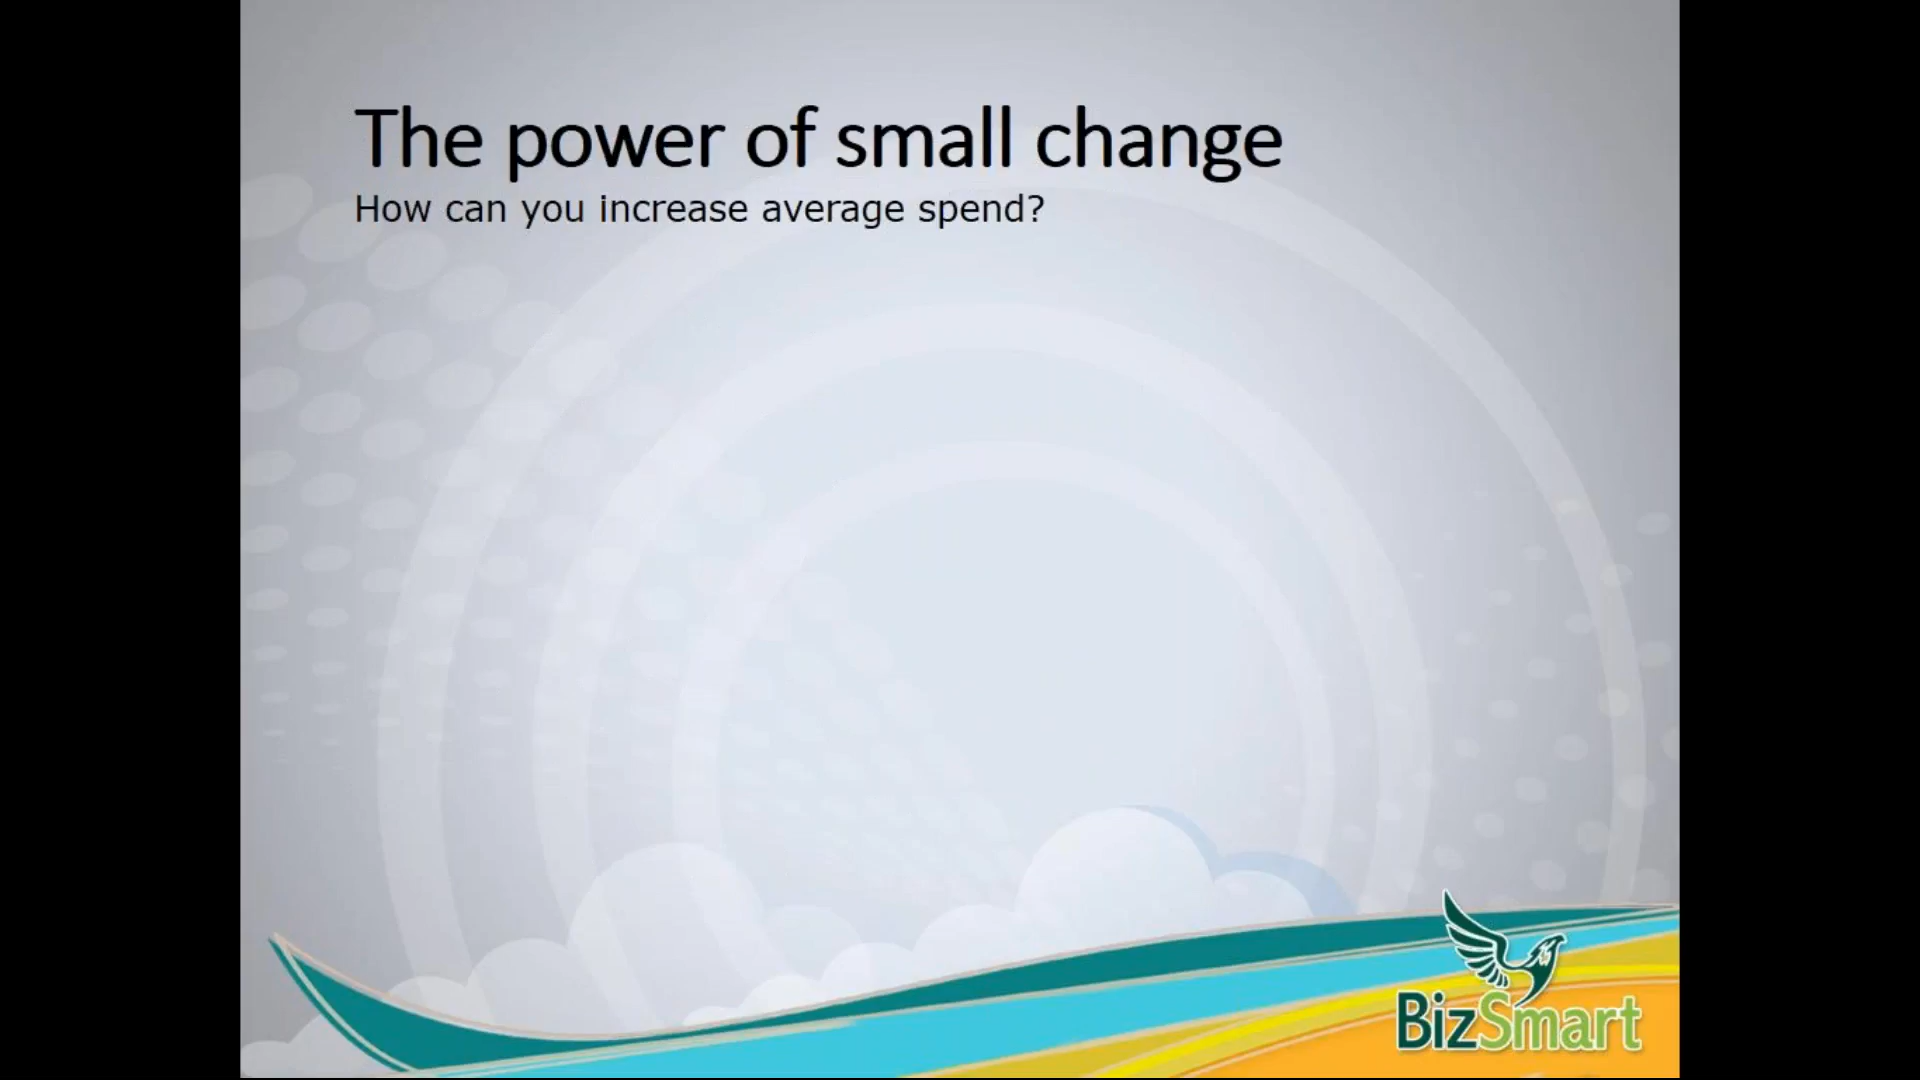 The power of small change
How can you increase average spend?
BizSmart